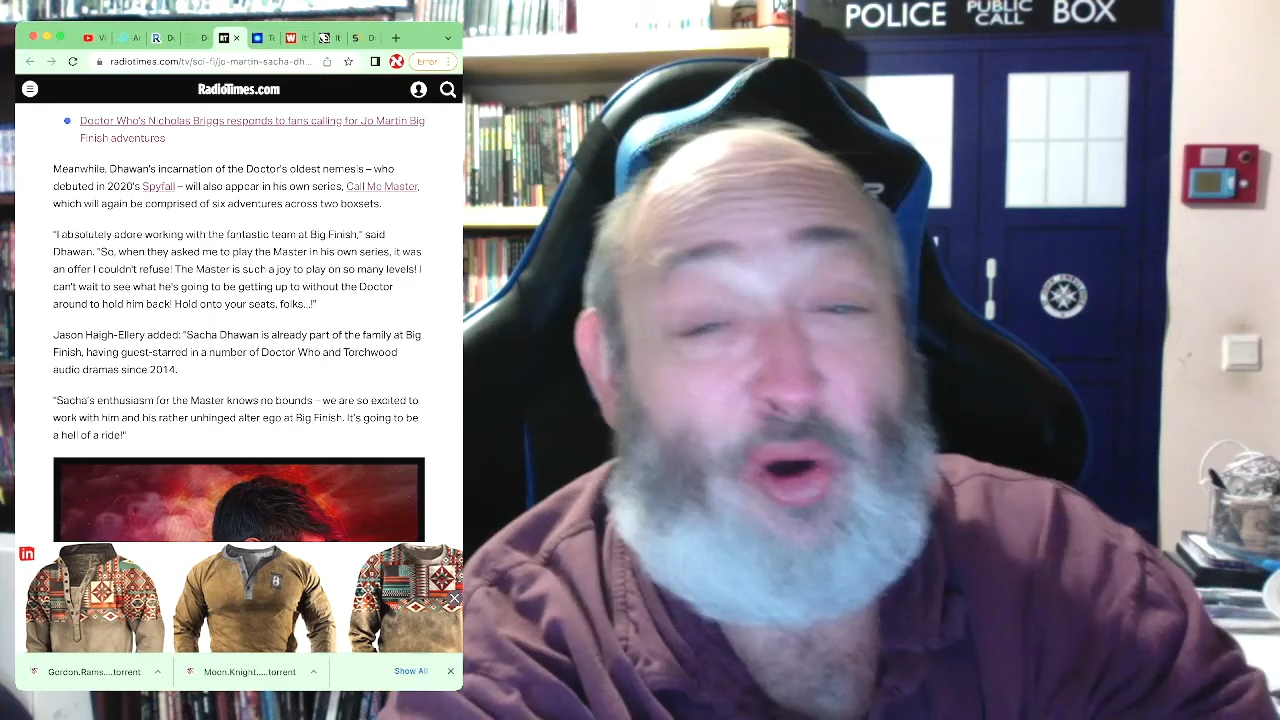 POLICE PUBLIC CALL BOX
radiotimes.com/tv/sci-fi/jo-martin-sacha-dh...
Error
RadioTimes.com
Doctor Who's Nicholas Briggs responds to fans calling for Jo Martin Big
Finish adventures
Meanwhile, Dhawan's incarnation of the Doctor's oldest nemesis – who
debuted in 2020's Spyfall – will also appear in his own series, Call Me Master,
which will again be comprised of six adventures across two boxsets.
"I absolutely adore working with the fantastic team at Big Finish," said
Dhawan. "So, when they asked me to play the Master in his own series, it was
an offer I couldn't refuse! The Master is such a joy to play on so many levels! I
can't wait to see what he's going to be getting up to without the Doctor
around to hold him back! Hold onto your seats, folks...!"
Jason Haigh-Ellery added: "Sacha Dhawan is already part of the family at Big
Finish, having guest-starred in a number of Doctor Who and Torchwood
audio dramas since 2014.
"Sacha's enthusiasm for the Master knows no bounds – we are so excited to
work with him and his rather unhinged alter ego at Big Finish. It's going to be
a hell of a ride!"
in
Gordon.Rams....torrent
Moon.Knight.....torrent
Show All